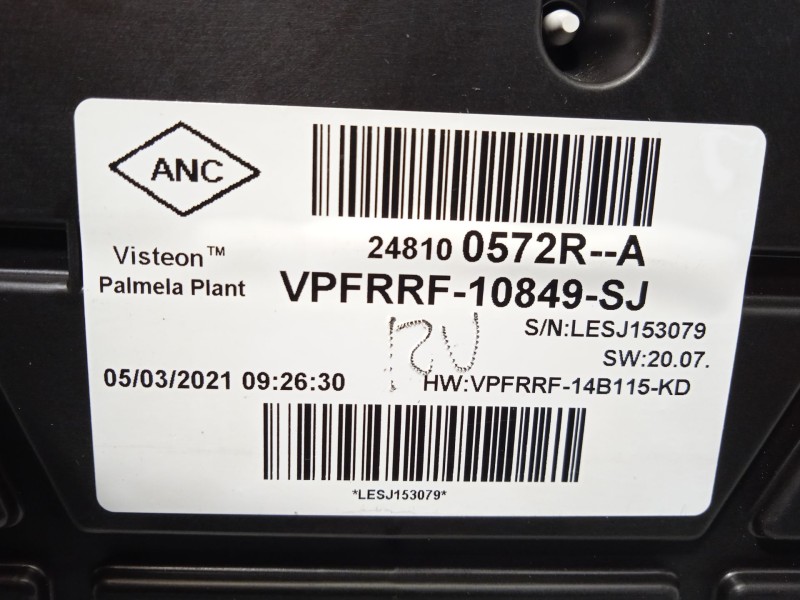 ANC
Visteon™
Palmela Plant
24810 0572R--A
VPFRRF-10849-SJ
S/N:LESJ153079
SW:20.07.
05/03/2021 09:26:30
HW:VPFRRF-14B115-KD
*LESJ153079*